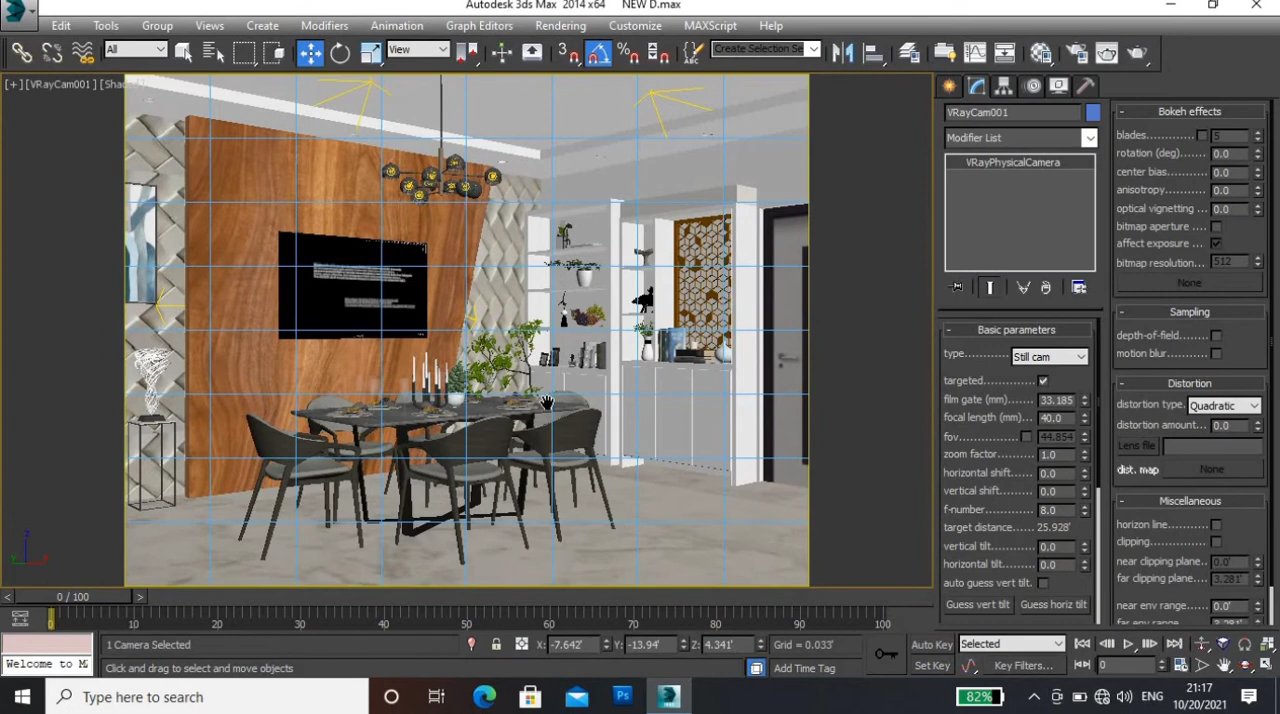 Autodesk 3ds Max 2014 x64 NEW D.max
Edit Tools Group Views Create Modifiers Animation Graph Editors Rendering Customize MAXScript Help
All View 3 Create Selection Se
[+] [VRayCam001] [Shad
VRayCam001
Modifier List
VRayPhysicalCamera
Basic parameters
type Still cam
targeted
film gate (mm) 33.185
focal length (mm) 40.0
fov 44.854
zoom factor 1.0
horizontal shift 0.0
vertical shift 0.0
f-number 8.0
target distance 25.928'
vertical tilt 0.0
horizontal tilt 0.0
auto guess vert tilt.
Guess vert tilt Guess horiz tilt
Bokeh effects
blades 5
rotation (deg) 0.0
center bias 0.0
anisotropy 0.0
optical vignetting 0.0
bitmap aperture
affect exposure
bitmap resolution 512
None
Sampling
depth-of-field
motion blur
Distortion
distortion type. Quadratic
distortion amount 0.0
Lens file
dist. map None
Miscellaneous
horizon line
clipping
near clipping plane 0.0'
far clipping plane 3.281'
near env range 0.0'
far env range 3.281'
z
x
y
0 / 100
0 10 20 30 40 50 60 70 80 90 100
1 Camera Selected X: -7.642' Y: -13.94' Z: 4.341' Grid = 0.033' Auto Key Selected
Welcome to M Click and drag to select and move objects Add Time Tag Set Key Key Filters... 0
Type here to search
Ps
82%
ENG
21:17
10/20/2021